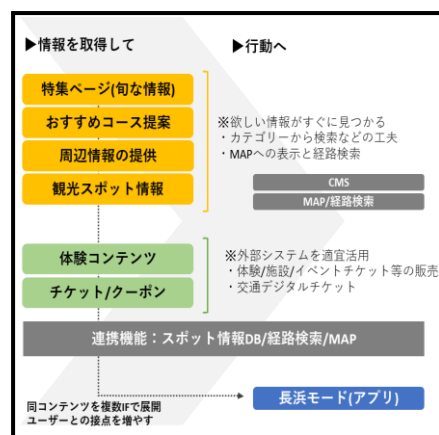 ▶情報を取得して
▶行動へ
特集ページ(旬な情報)
おすすめコース提案
周辺情報の提供
観光スポット情報
※欲しい情報がすぐに見つかる
・カテゴリーから検索などの工夫
・MAPへの表示と経路検索
CMS
MAP/経路検索
体験コンテンツ
チケット/クーポン
※外部システムを適宜活用
・体験/施設/イベントチケット等の販売
・交通デジタルチケット
連携機能：スポット情報DB/経路検索/MAP
同コンテンツを複数IFで展開
ユーザーとの接点を増やす
長浜モード(アプリ)